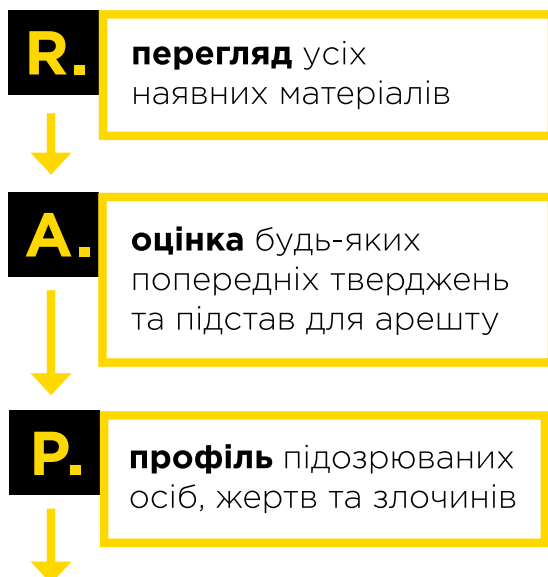 R.
перегляд усіх
наявних матеріалів
A.
оцінка будь-яких
попередніх тверджень
та підстав для арешту
P.
профіль підозрюваних
осіб, жертв та злочинів